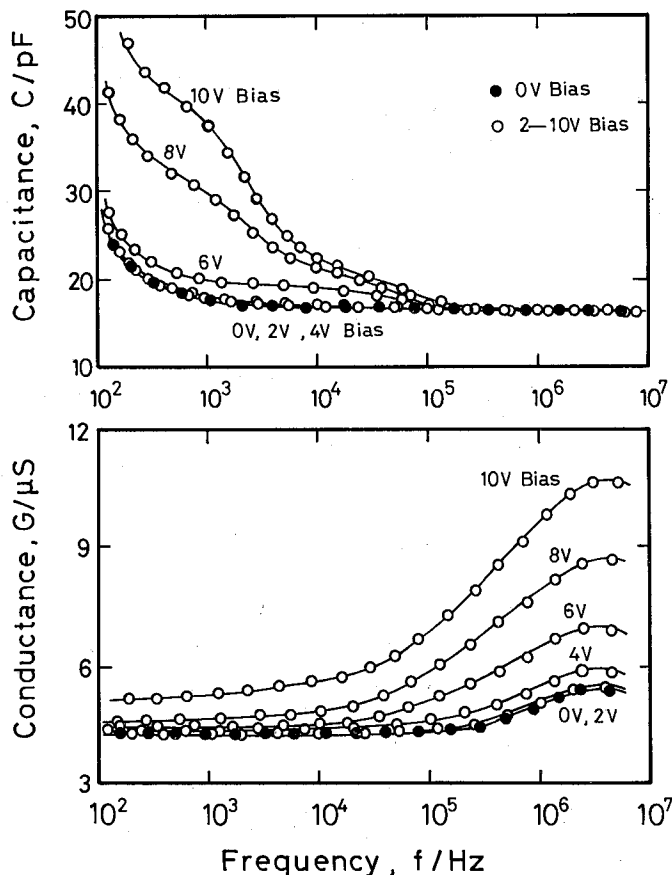 Capacitance, C/pF
50
40
30
20
10
10V Bias
8V
6V
0V, 2V, 4V Bias
● 0V Bias
○ 2—10V Bias
10² 10³ 10⁴ 10⁵ 10⁶ 10⁷
Conductance, G/μS
12
9
6
3
10V Bias
8V
6V
4V
0V, 2V
10² 10³ 10⁴ 10⁵ 10⁶ 10⁷
Frequency, f/Hz